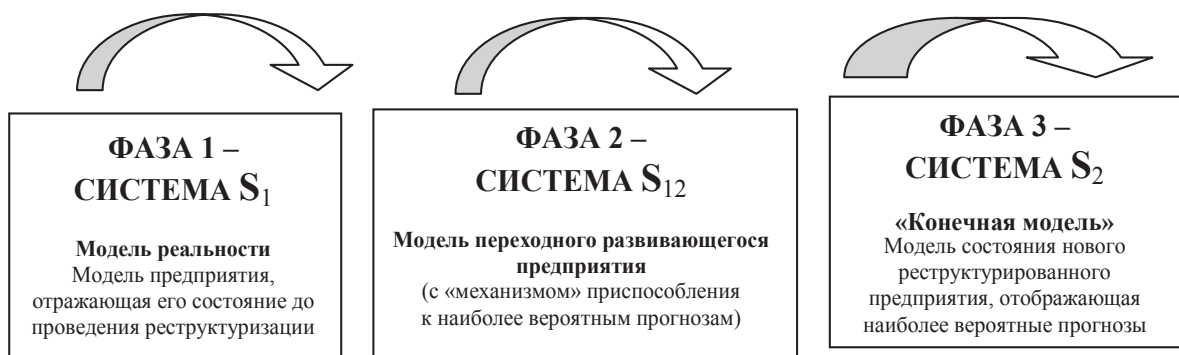 ФАЗА 1 –
СИСТЕМА S1
Модель реальности
Модель предприятия,
отражающая его состояние до
проведения реструктуризации
ФАЗА 2 –
СИСТЕМА S12
Модель переходного развивающегося
предприятия
(с «механизмом» приспособления
к наиболее вероятным прогнозам)
ФАЗА 3 –
СИСТЕМА S2
«Конечная модель»
Модель состояния нового
реструктурированного
предприятия, отображающая
наиболее вероятные прогнозы